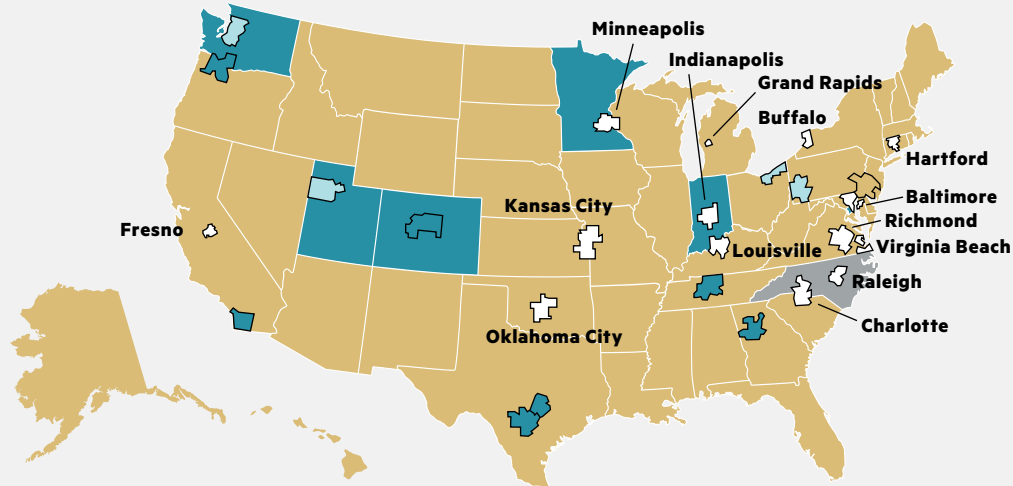 Minneapolis
Indianapolis
Grand Rapids
Buffalo
Hartford
Baltimore
Richmond
Virginia Beach
Kansas City
Fresno
Louisville
Raleigh
Charlotte
Oklahoma City